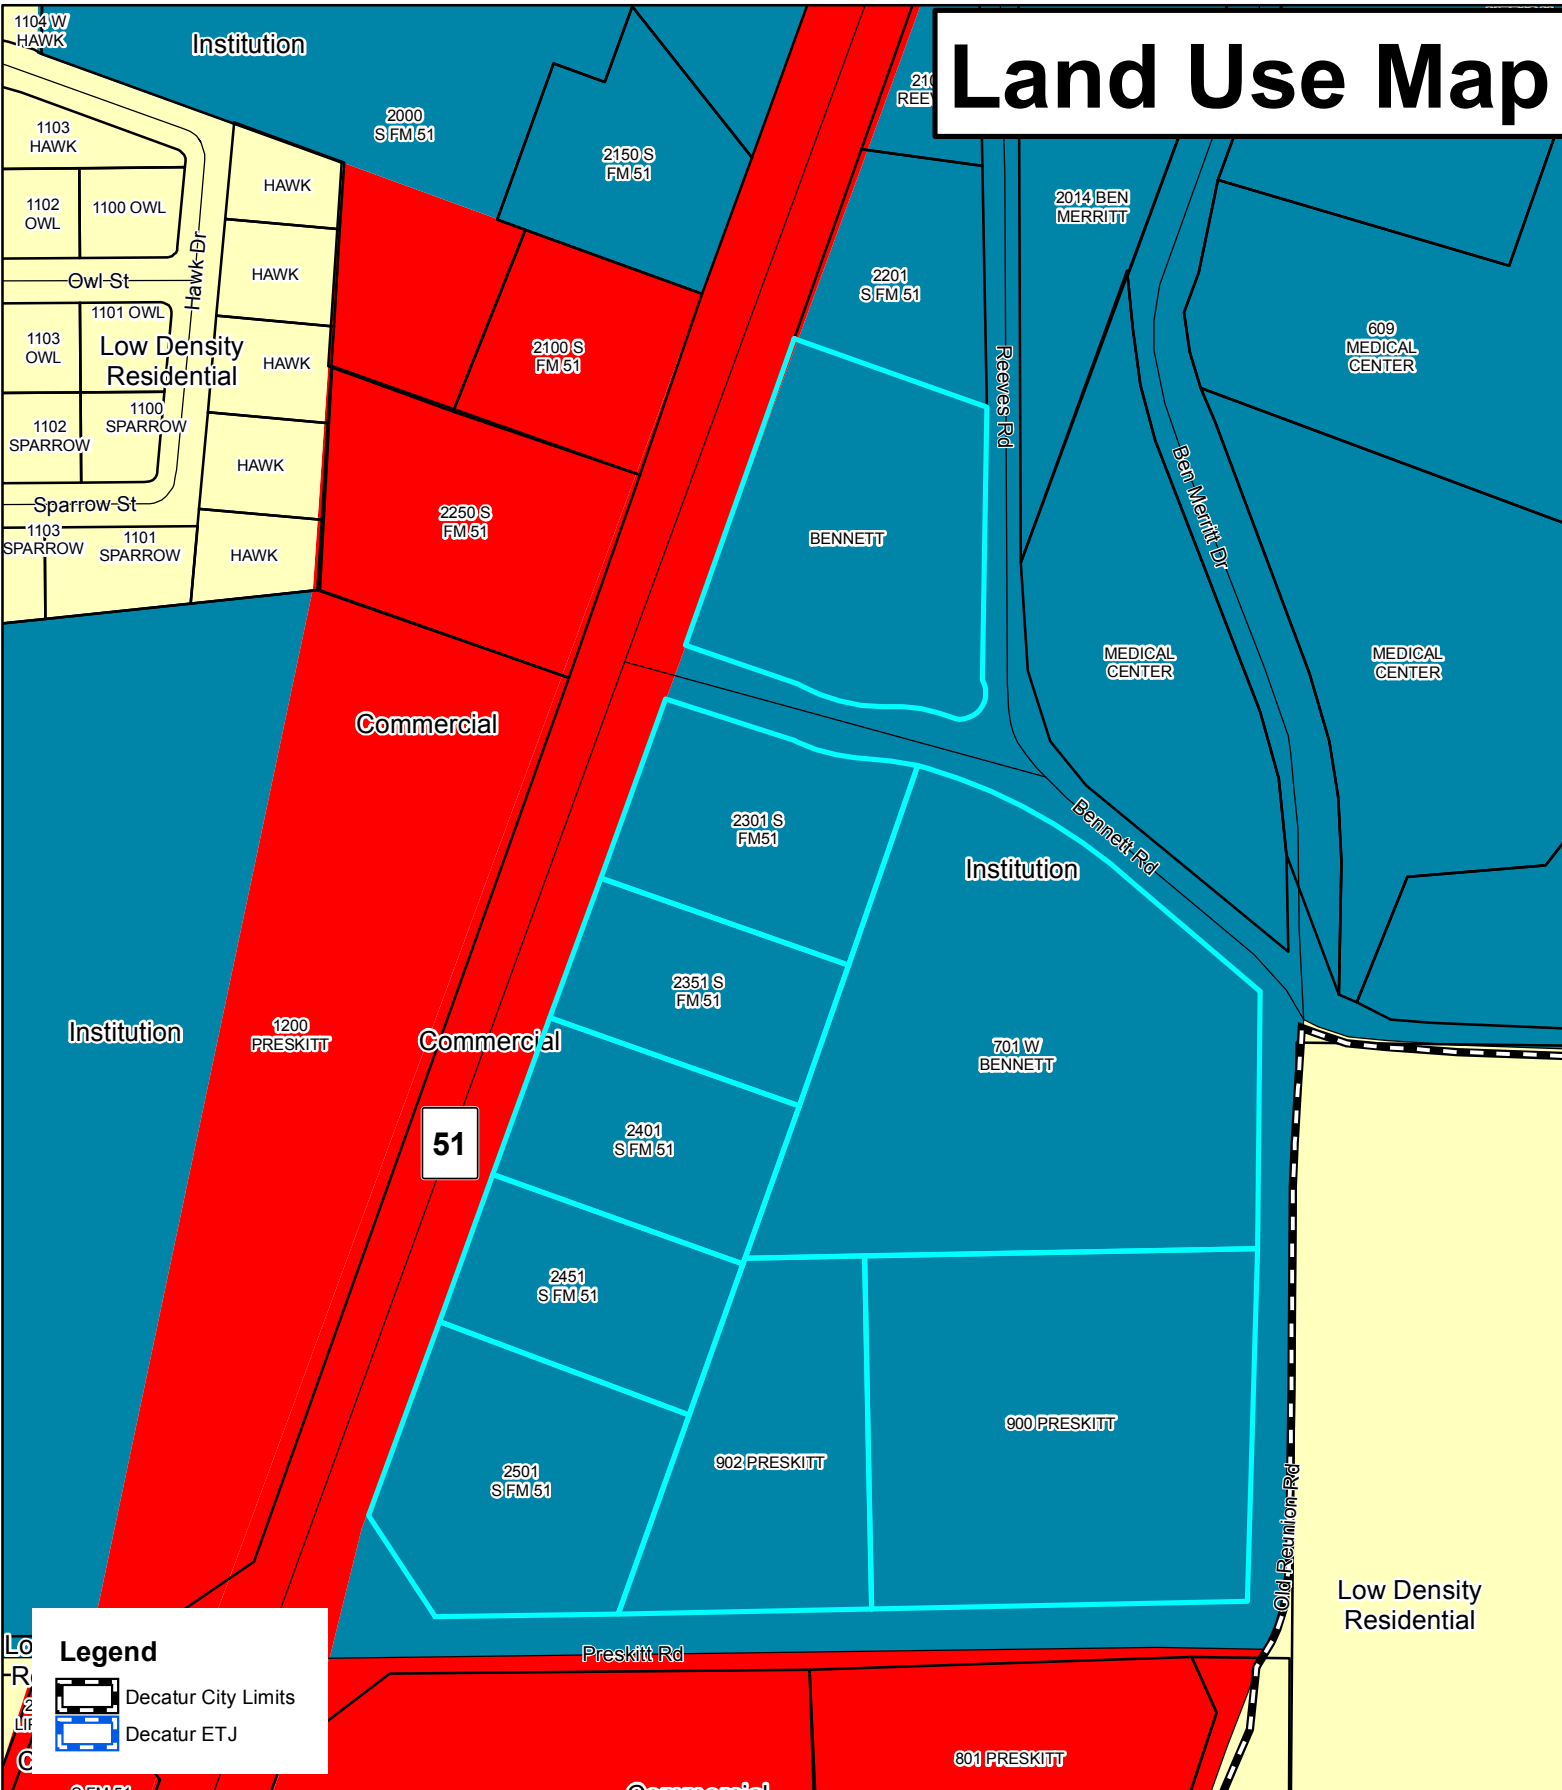 Land Use Map
1104 W
HAWK
Institution
2000
S FM 51
2150 S
FM 51
1103
HAWK
1102
OWL
1100 OWL
HAWK
2014 BEN
MERRITT
Owl St
Hawk Dr
HAWK
2201
S FM 51
1101 OWL
1103
OWL
Low Density
Residential
HAWK
2100 S
FM 51
Reeves Rd
609
MEDICAL
CENTER
1100
SPARROW
1102
SPARROW
HAWK
Sparrow St
2250 S
FM 51
Ben Merritt Dr
1103
SPARROW
1101
SPARROW
HAWK
BENNETT
MEDICAL
CENTER
MEDICAL
CENTER
Commercial
2301 S
FM51
Bennett Rd
Institution
2351 S
FM 51
Institution
1200
PRESKITT
Commercial
701 W
BENNETT
51
2401
S FM 51
2451
S FM 51
2501
S FM 51
902 PRESKITT
900 PRESKITT
Old Reunion Rd
Low Density
Residential
Preskitt Rd
Legend
Decatur City Limits
Decatur ETJ
801 PRESKITT
Commercial
S FM 51